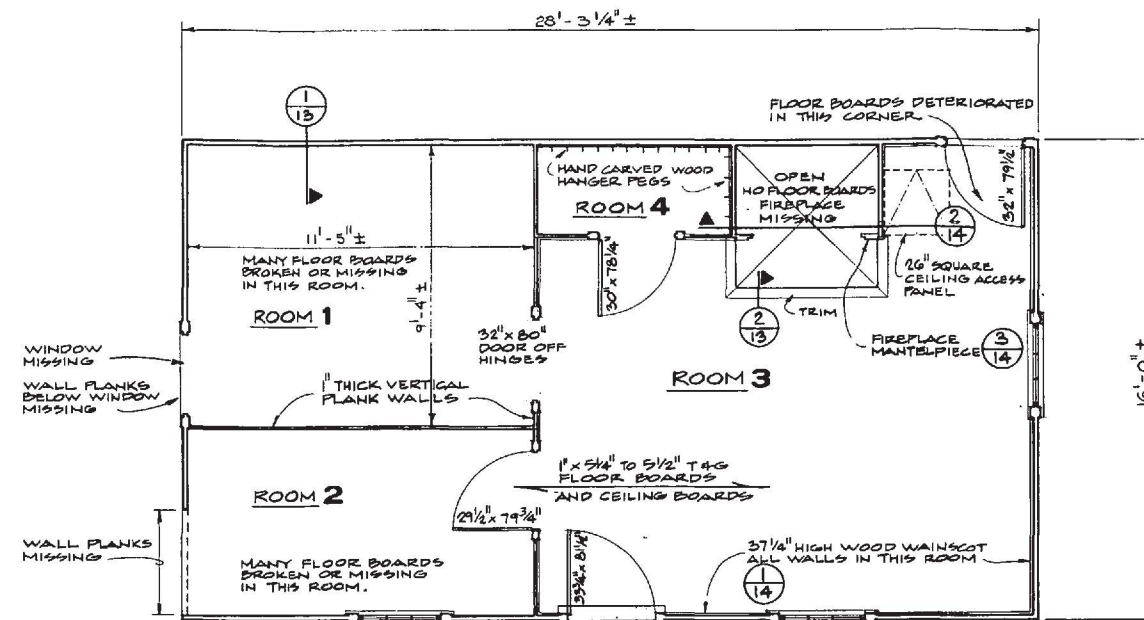 28'-3 1/4" ±
1
13
FLOOR BOARDS DETERIORATED
IN THIS CORNER
HAND CARVED WOOD
HANGER PEGS
ROOM 4
OPEN
NO FLOOR BOARDS
FIREPLACE
MISSING
32" x 79 1/2"
2
14
11'-5" ±
MANY FLOOR BOARDS
BROKEN OR MISSING
IN THIS ROOM.
9'-4" ±
30" x 78 1/4"
26" SQUARE
CEILING ACCESS
PANEL
TRIM
2
13
ROOM 1
32" x 80"
DOOR OFF
HINGES
FIREPLACE
MANTELPIECE
3
14
WINDOW
MISSING
WALL PLANKS
BELOW WINDOW
MISSING
1" THICK VERTICAL
PLANK WALLS
ROOM 3
16'-0" ±
ROOM 2
1" x 5 1/4" TO 5 1/2" T&G
FLOOR BOARDS
AND CEILING BOARDS
29 1/2" x 79 3/4"
WALL PLANKS
MISSING
MANY FLOOR BOARDS
BROKEN OR MISSING
IN THIS ROOM.
37 1/4" HIGH WOOD WAINSCOT
ALL WALLS IN THIS ROOM
1
14